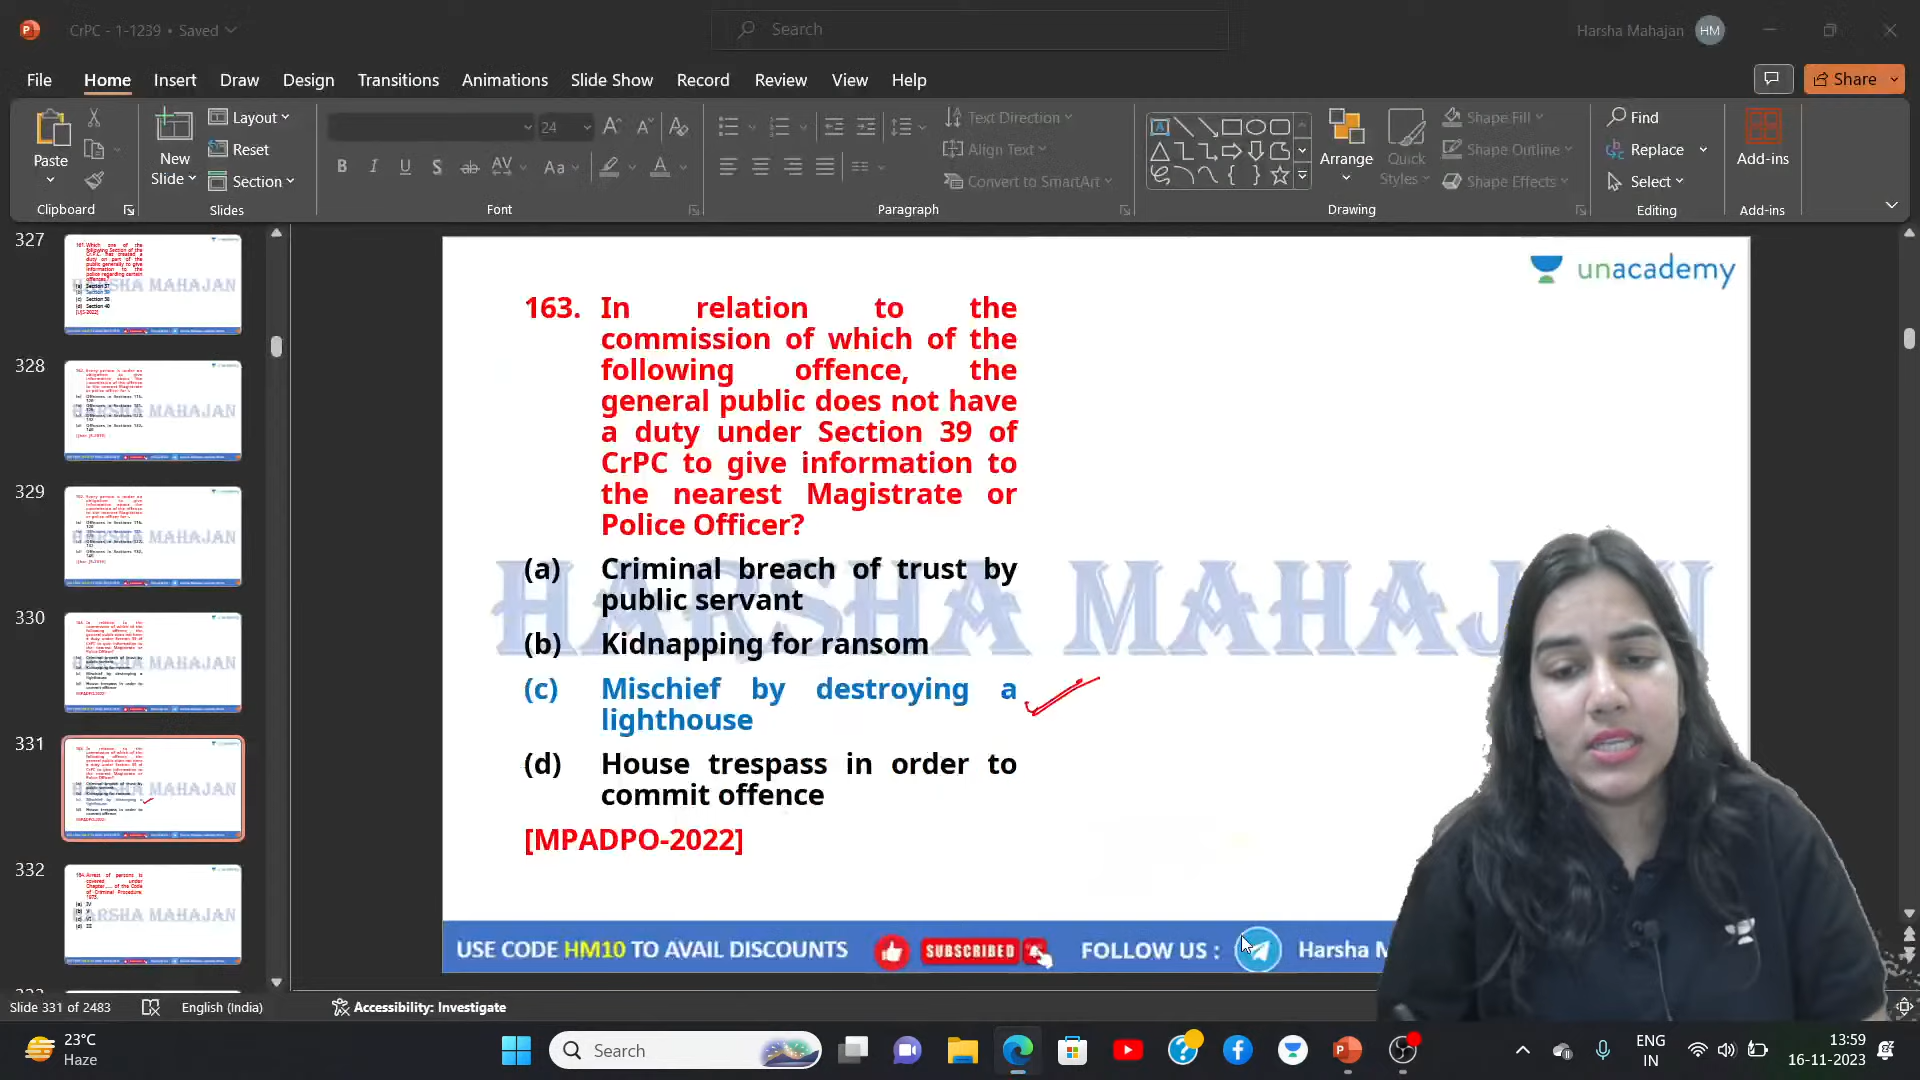 CrPC - 1-1239 • Saved
Search
Harsha Mahajan
HM
File
Home
Insert
Draw
Design
Transitions
Animations
Slide Show
Record
Review
View
Help
Share
Paste
New Slide
Layout
Reset
Section
24
Text Direction
Align Text
Convert to SmartArt
Arrange
Quick Styles
Shape Fill
Shape Outline
Shape Effects
Find
Replace
Select
Add-ins
Clipboard
Slides
Font
Paragraph
Drawing
Editing
Add-ins
327
328
329
330
331
332
HARSHA MAHAJAN
unacademy
163. In relation to the
commission of which of the
following offence, the
general public does not have
a duty under Section 39 of
CrPC to give information to
the nearest Magistrate or
Police Officer?
(a) Criminal breach of trust by
public servant
(b) Kidnapping for ransom
(c) Mischief by destroying a
lighthouse
(d) House trespass in order to
commit offence
[MPADPO-2022]
HARSHA MAHAJAN
USE CODE HM10 TO AVAIL DISCOUNTS
SUBSCRIBED
FOLLOW US :
Harsha M
Slide 331 of 2483
English (India)
Accessibility: Investigate
23°C
Haze
Search
ENG
IN
13:59
16-11-2023